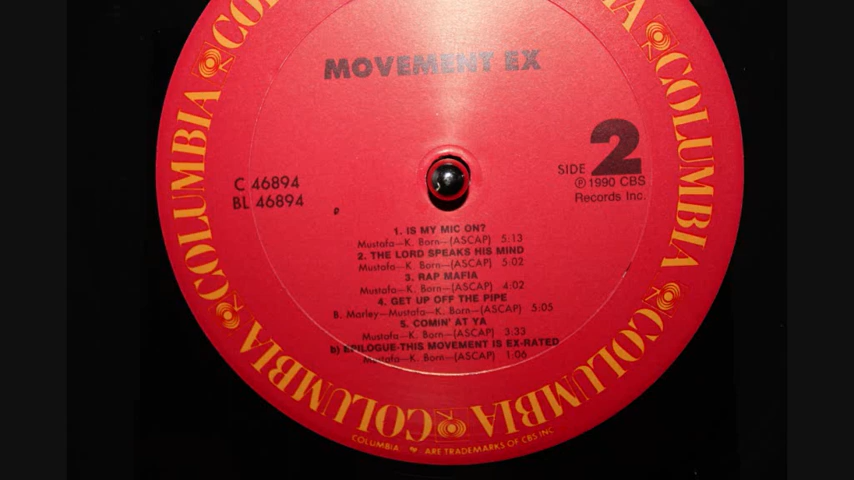 MOVEMENT EX
SIDE 2
℗ 1990 CBS
Records Inc.
C 46894
BL 46894
1. IS MY MIC ON?
Mustafa—K. Born—(ASCAP) 5:13
2. THE LORD SPEAKS HIS MIND
Mustafa—K. Born—(ASCAP) 5:02
3. RAP MAFIA
Mustafa—K. Born—(ASCAP) 4:02
4. GET UP OFF THE PIPE
B. Marley—Mustafa—K. Born—(ASCAP) 5:05
5. COMIN' AT YA
Mustafa—K. Born—(ASCAP) 3:33
b) EPILOGUE-THIS MOVEMENT IS EX-RATED
Mustafa—K. Born—(ASCAP) 1:06
COLUMBIA
COLUMBIA
COLUMBIA
COLUMBIA
COLUMBIA
COLUMBIA
COLUMBIA, ARE TRADEMARKS OF CBS INC.